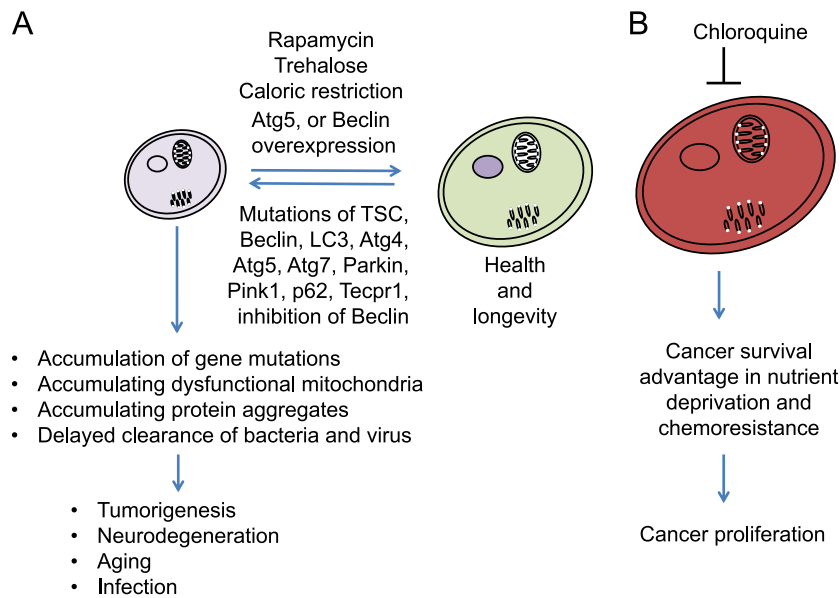 A
Rapamycin
Trehalose
Caloric restriction
Atg5, or Beclin
overexpression
Mutations of TSC,
Beclin, LC3, Atg4,
Atg5, Atg7, Parkin,
Pink1, p62, Tecpr1,
inhibition of Beclin
Health
and
longevity
• Accumulation of gene mutations
• Accumulating dysfunctional mitochondria
• Accumulating protein aggregates
• Delayed clearance of bacteria and virus
• Tumorigenesis
• Neurodegeneration
• Aging
• Infection
B
Chloroquine
Cancer survival
advantage in nutrient
deprivation and
chemoresistance
Cancer proliferation